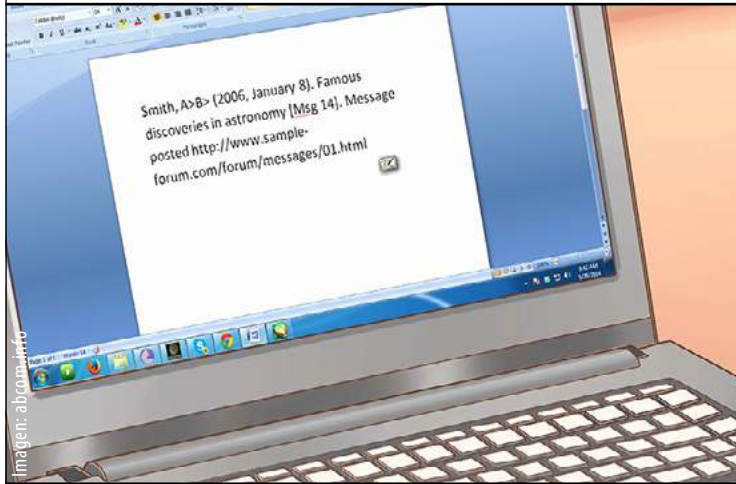 Smith, A>B> (2006, January 8). Famous
discoveries in astronomy [Msg 14]. Message
posted http://www.sample-
forum.com/forum/messages/01.html
Imagen: abcom.info